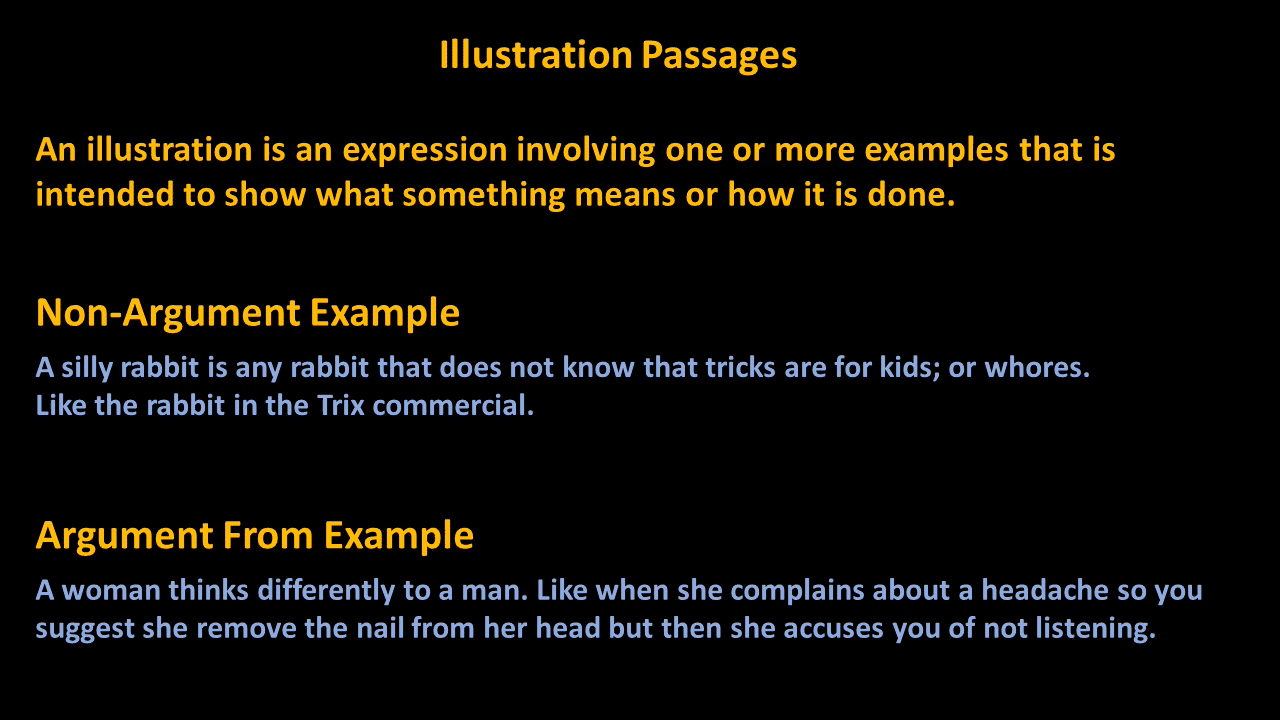 Illustration Passages
An illustration is an expression involving one or more examples that is
intended to show what something means or how it is done.
Non-Argument Example
A silly rabbit is any rabbit that does not know that tricks are for kids; or whores.
Like the rabbit in the Trix commercial.
Argument From Example
A woman thinks differently to a man. Like when she complains about a headache so you
suggest she remove the nail from her head but then she accuses you of not listening.